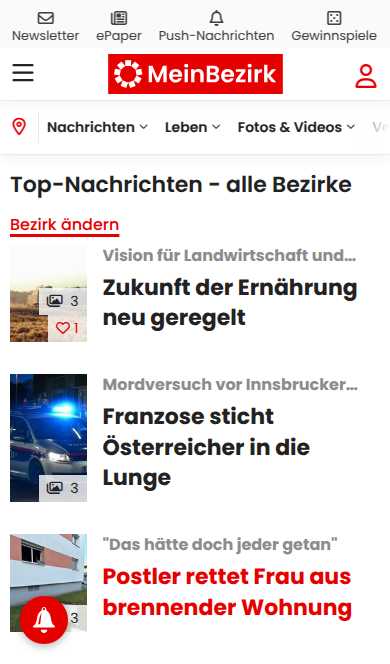 Newsletter
ePaper
Push-Nachrichten
Gewinnspiele
MeinBezirk
Nachrichten
Leben
Fotos & Videos
Top-Nachrichten - alle Bezirke
Bezirk ändern
Vision für Landwirtschaft und...
Zukunft der Ernährung
neu geregelt
3
1
Mordversuch vor Innsbrucker...
Franzose sticht
Österreicher in die
Lunge
3
"Das hätte doch jeder getan"
Postler rettet Frau aus
brennender Wohnung
3